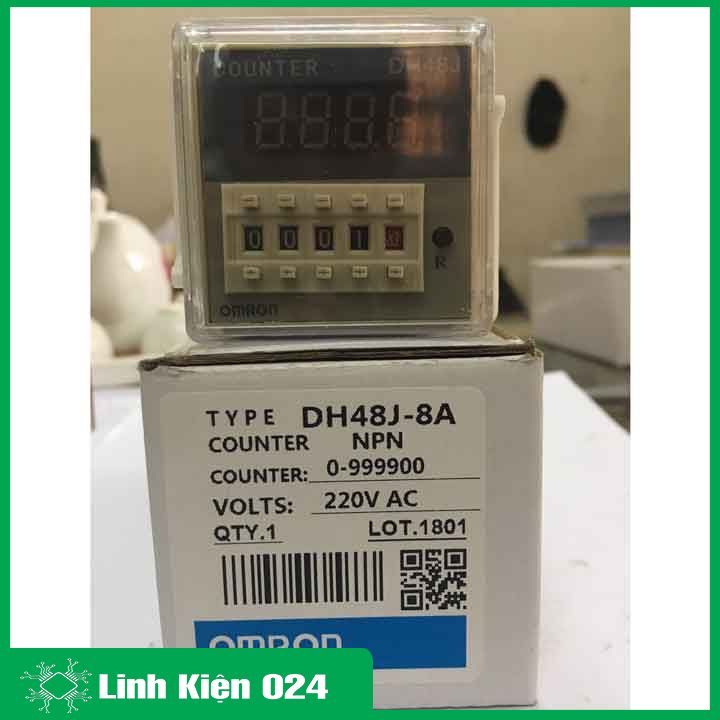 COUNTER DH48J
0 0 0 1
R
OMRON
TYPE DH48J-8A
COUNTER NPN
COUNTER: 0-999900
VOLTS: 220V AC
QTY.1 LOT.1801
OMRON
Linh Kiện 024